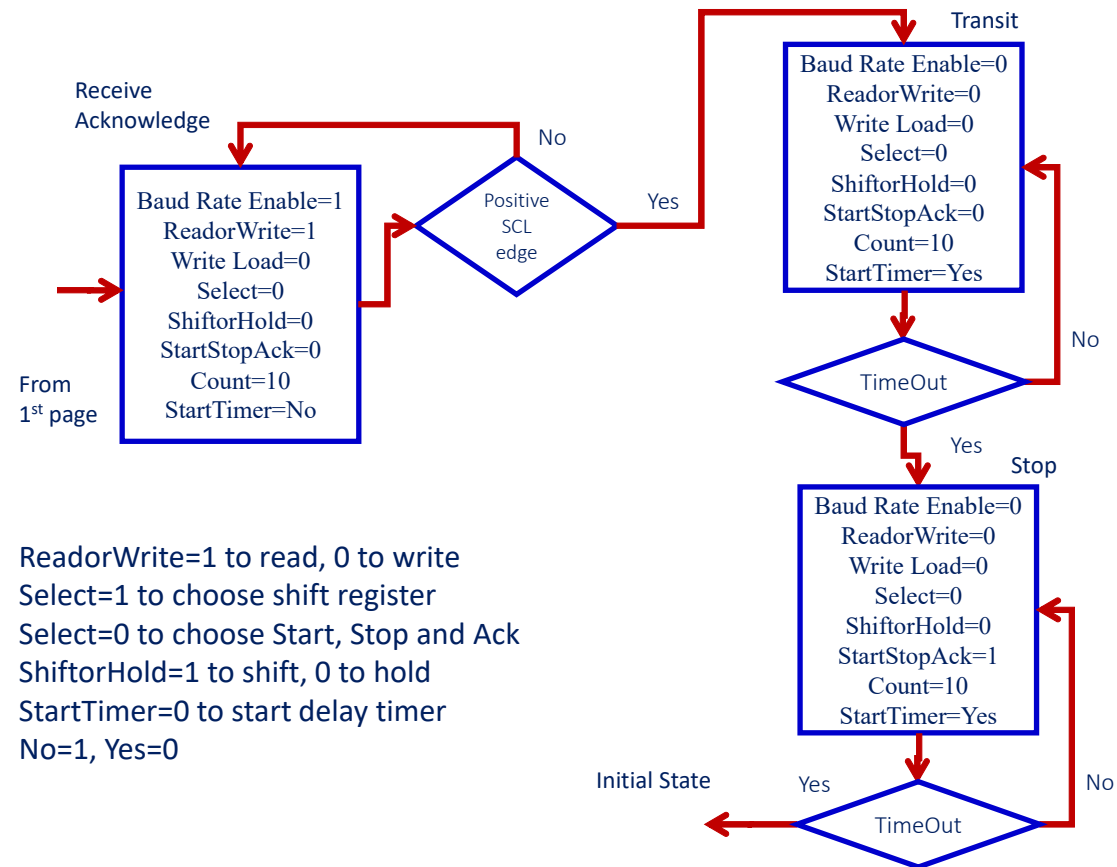 Receive
Acknowledge
Baud Rate Enable=1
ReadorWrite=1
Write Load=0
Select=0
ShiftorHold=0
StartStopAck=0
Count=10
StartTimer=No
From
1st page
No
Positive
SCL
edge
Yes
Transit
Baud Rate Enable=0
ReadorWrite=0
Write Load=0
Select=0
ShiftorHold=0
StartStopAck=0
Count=10
StartTimer=Yes
TimeOut
No
Yes
Stop
Baud Rate Enable=0
ReadorWrite=0
Write Load=0
Select=0
ShiftorHold=0
StartStopAck=1
Count=10
StartTimer=Yes
TimeOut
No
Yes
Initial State
ReadorWrite=1 to read, 0 to write
Select=1 to choose shift register
Select=0 to choose Start, Stop and Ack
ShiftorHold=1 to shift, 0 to hold
StartTimer=0 to start delay timer
No=1, Yes=0